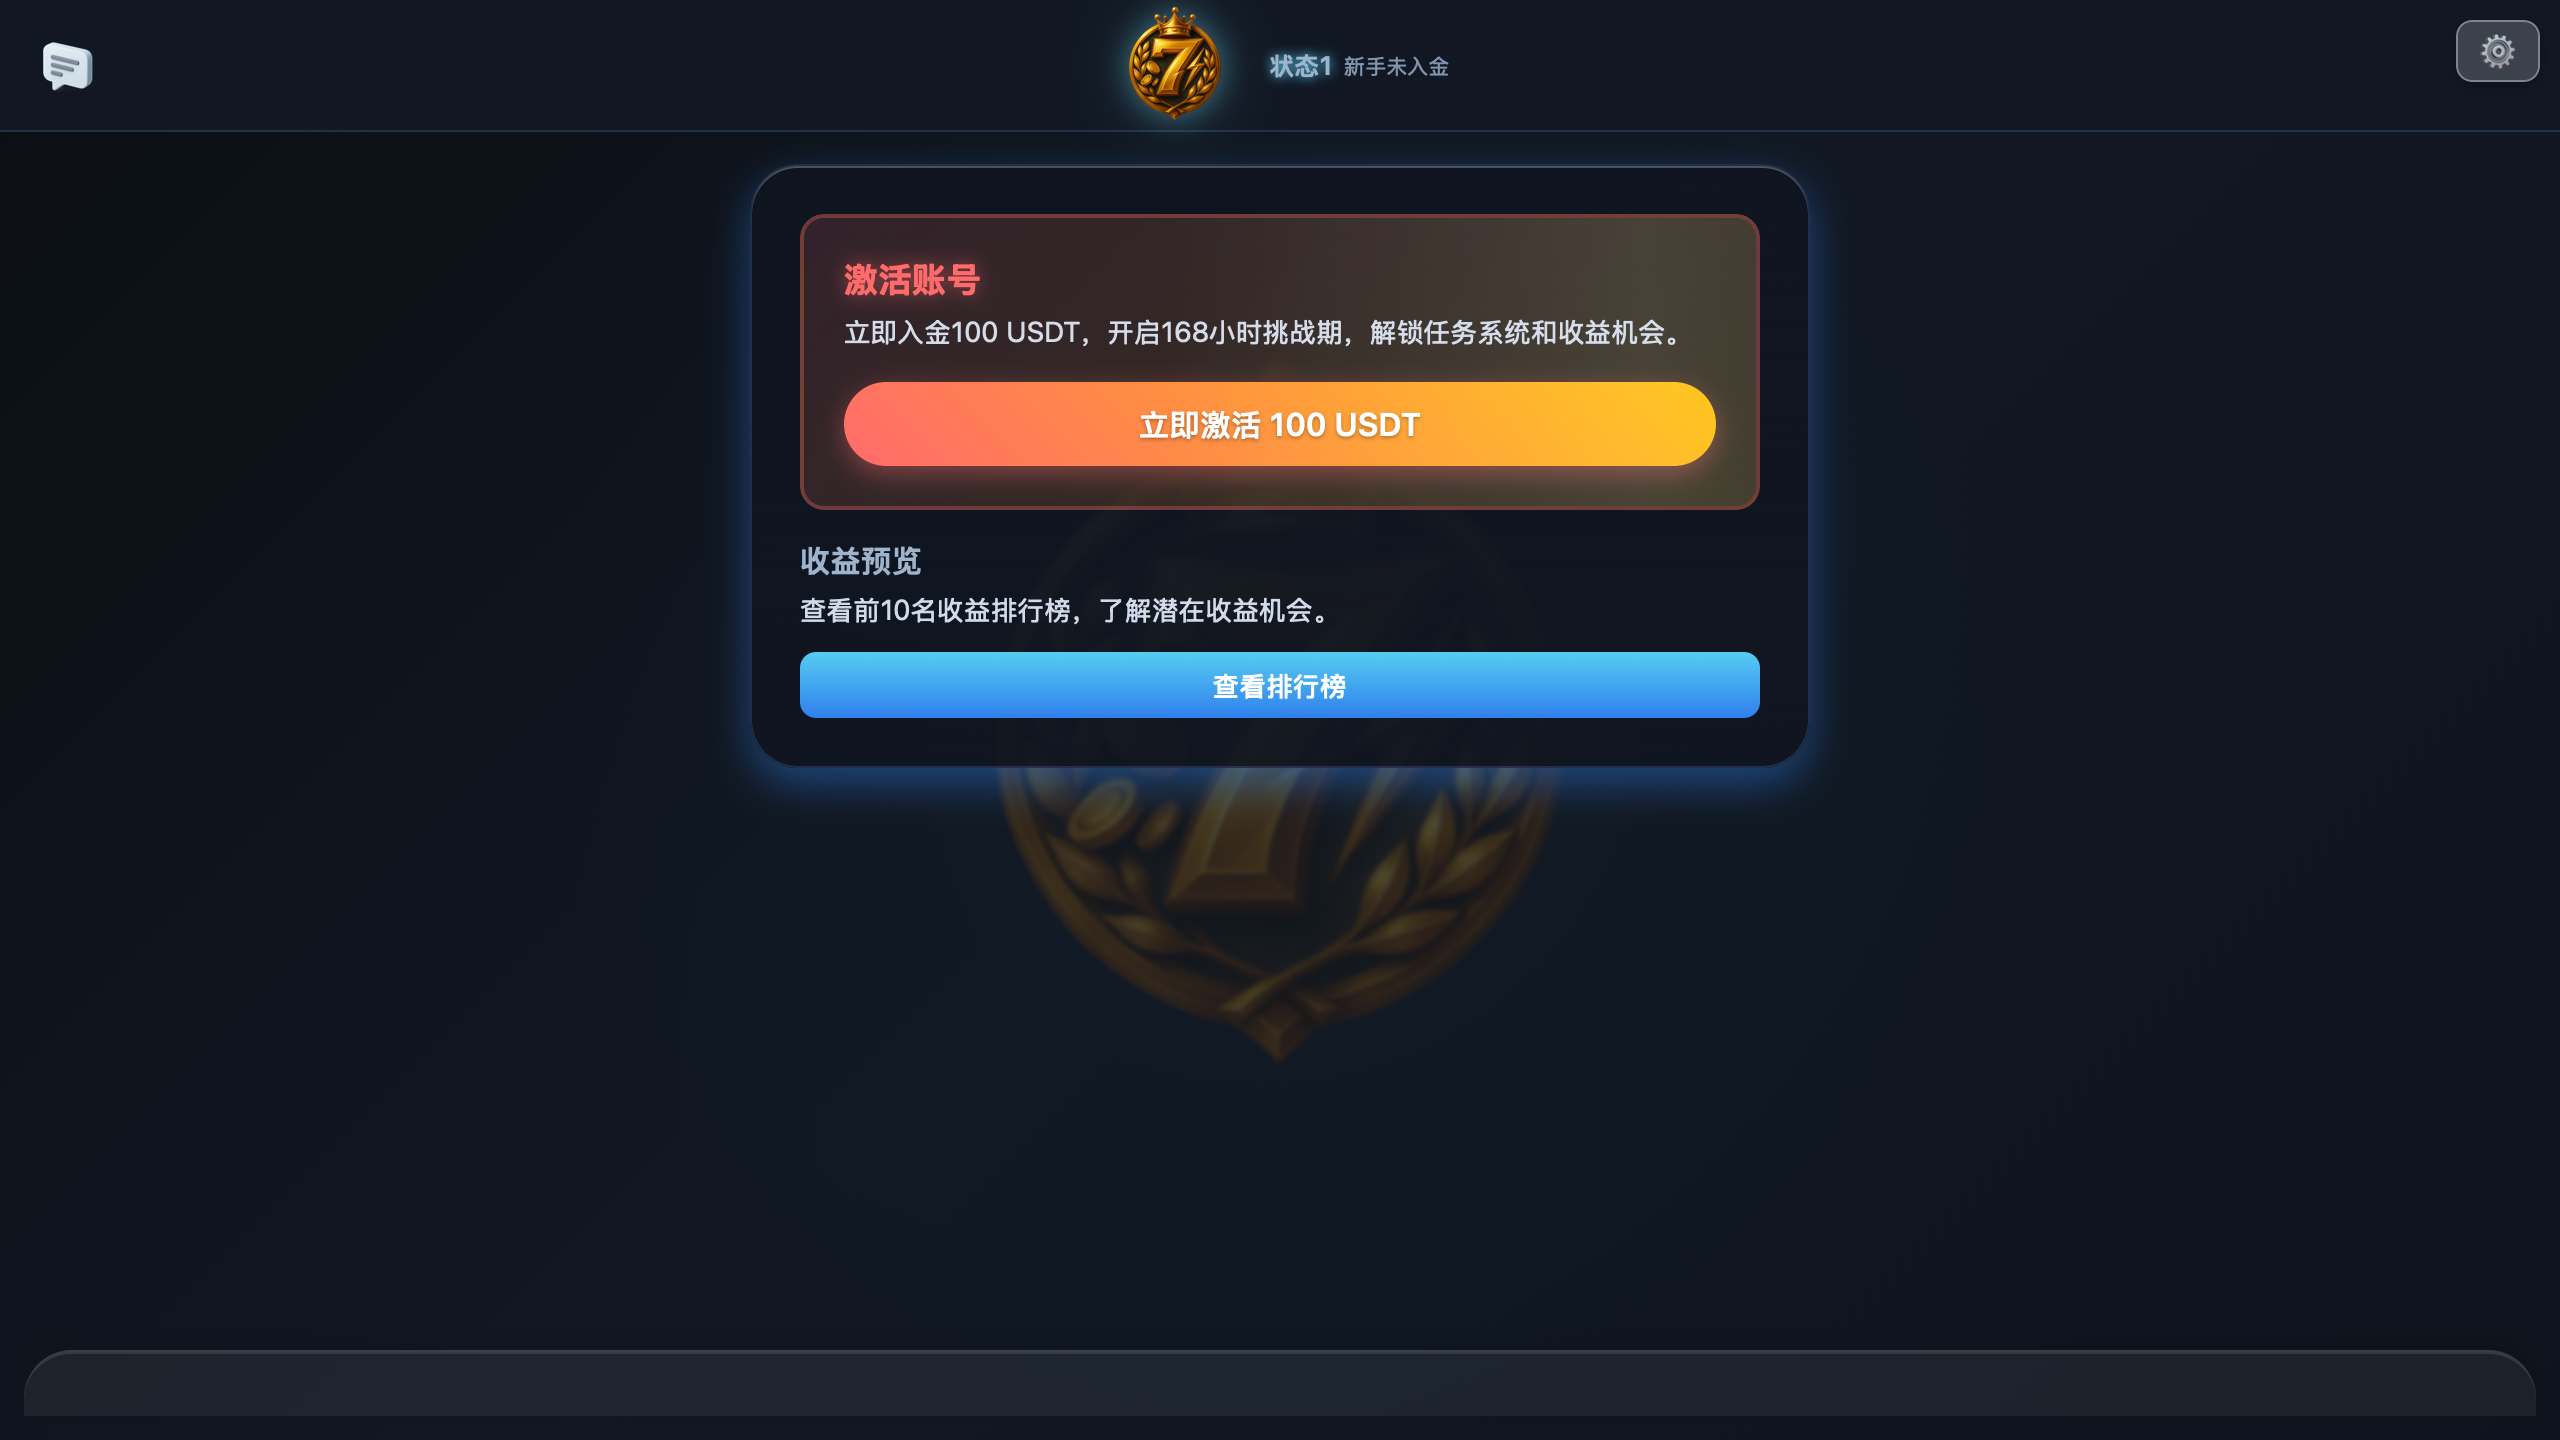 状态1 新手未入金
激活账号
立即入金100 USDT，开启168小时挑战期，解锁任务系统和收益机会。
立即激活 100 USDT
收益预览
查看前10名收益排行榜，了解潜在收益机会。
查看排行榜
7